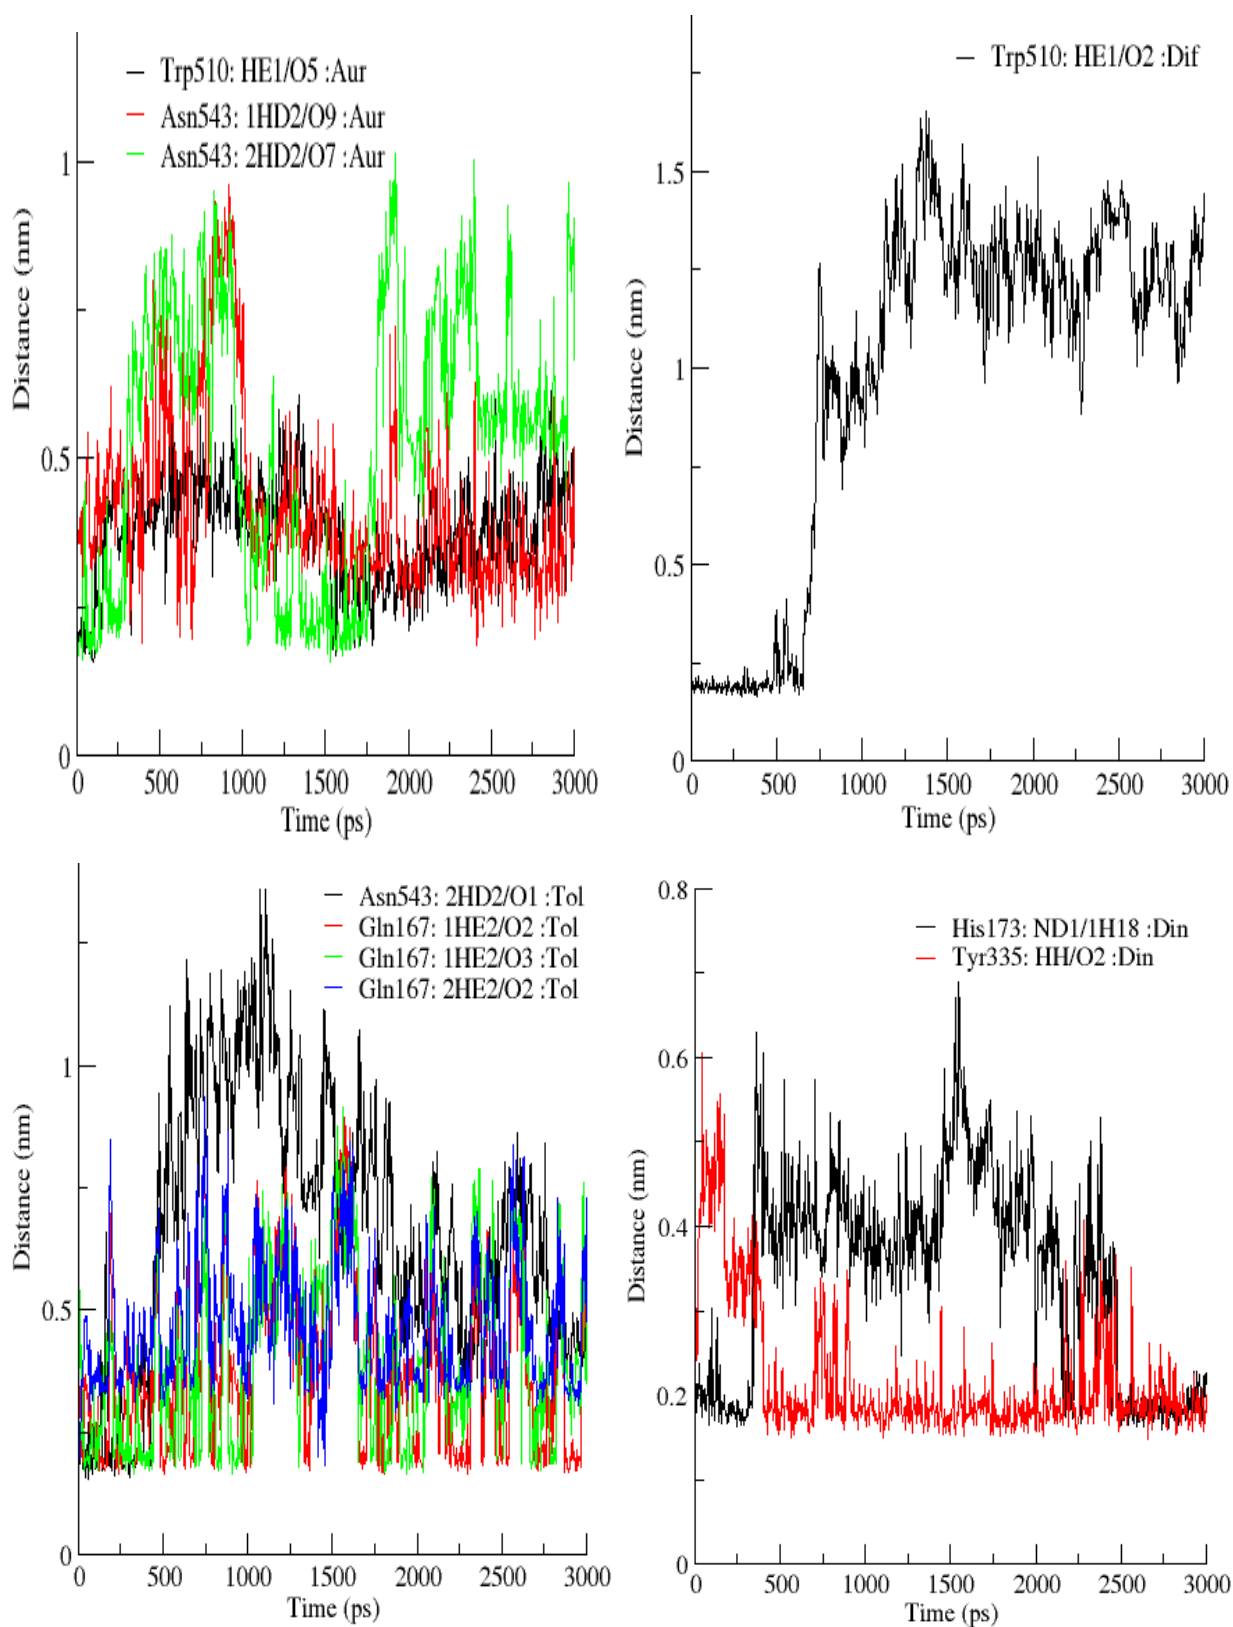 Trp510: HE1/O5 :Aur
Asn543: 1HD2/O9 :Aur
Asn543: 2HD2/O7 :Aur
Distance (nm)
1
0.5
0
0 500 1000 1500 2000 2500 3000
Time (ps)
Trp510: HE1/O2 :Dif
Distance (nm)
1.5
1
0.5
0
0 500 1000 1500 2000 2500 3000
Time (ps)
Asn543: 2HD2/O1 :Tol
Gln167: 1HE2/O2 :Tol
Gln167: 1HE2/O3 :Tol
Gln167: 2HE2/O2 :Tol
Distance (nm)
1
0.5
0
0 500 1000 1500 2000 2500 3000
Time (ps)
His173: ND1/1H18 :Din
Tyr335: HH/O2 :Din
Distance (nm)
0.8
0.6
0.4
0.2
0
0 500 1000 1500 2000 2500 3000
Time (ps)